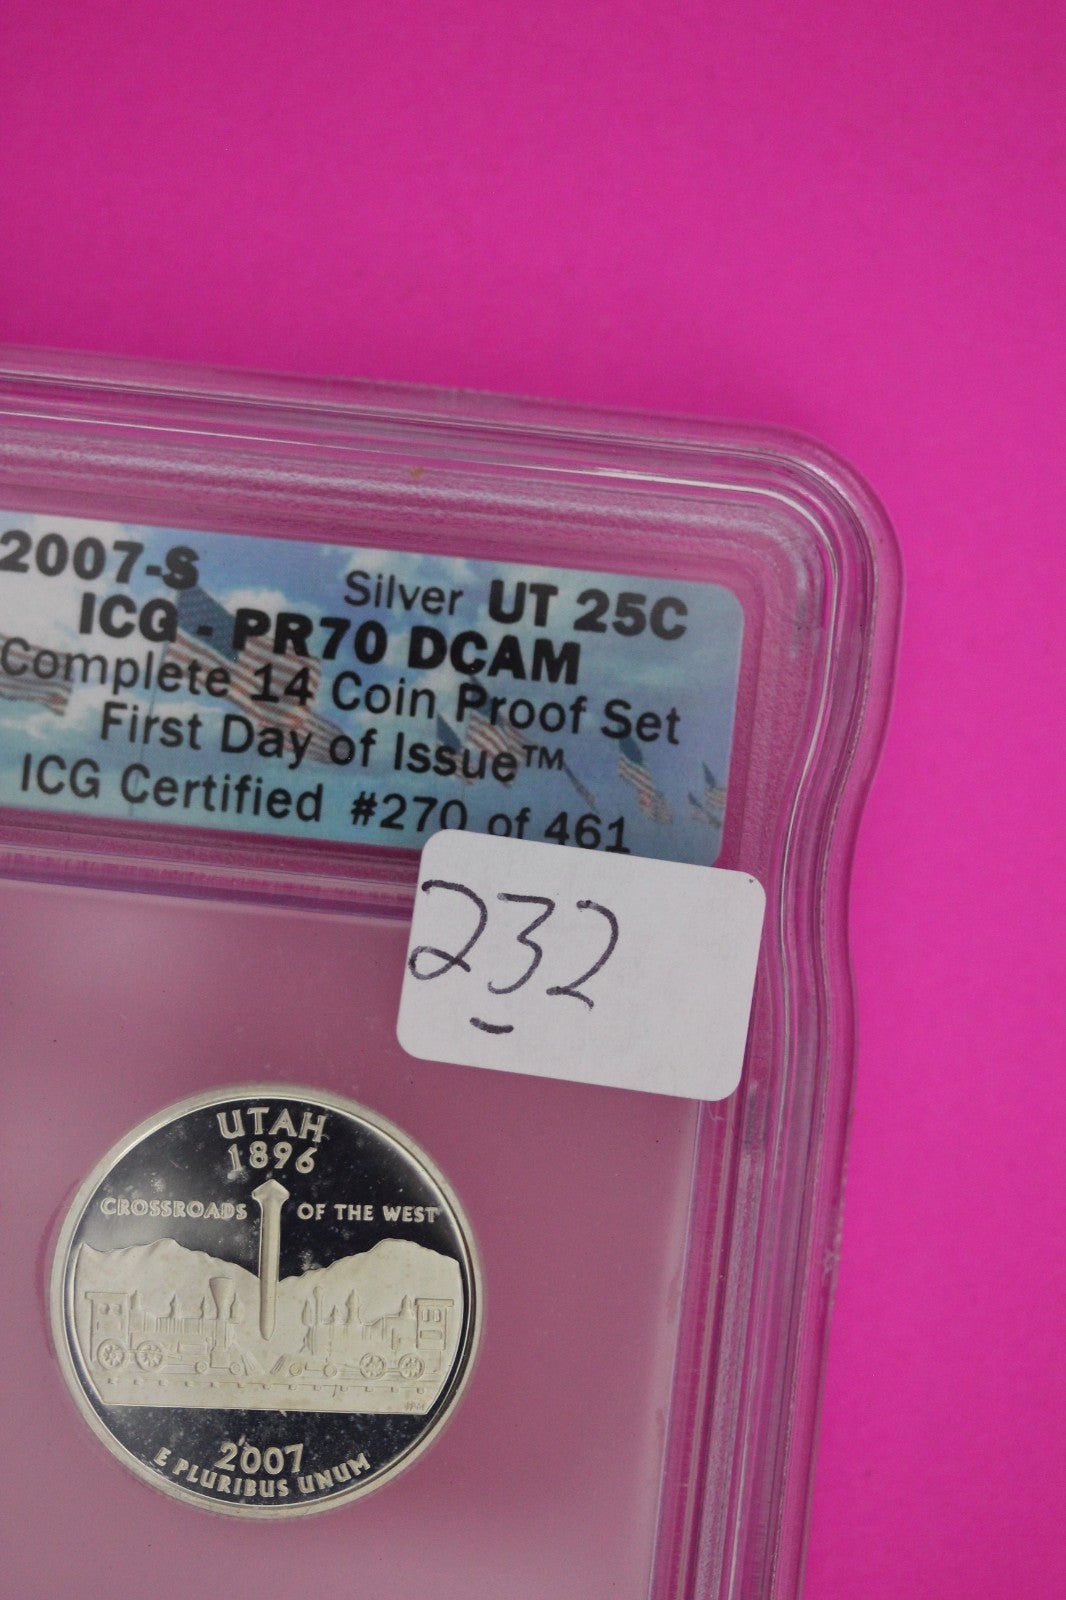 2007-S Silver UT 25C
ICG - PR70 DCAM
Complete 14 Coin Proof Set
First Day of Issue™
ICG Certified #270 of 461
232
UTAH
1896
CROSSROADS OF THE WEST
2007
E PLURIBUS UNUM